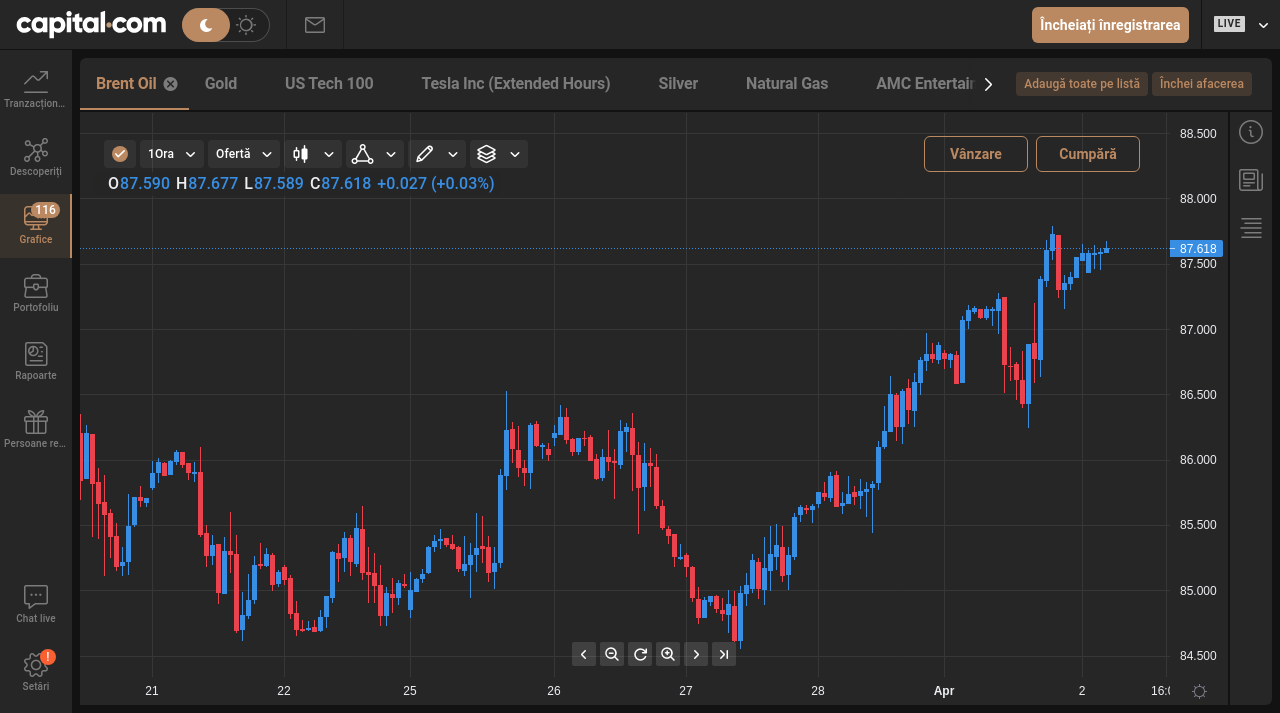 capital.com
Încheiați înregistrarea
LIVE
Brent Oil
Gold
US Tech 100
Tesla Inc (Extended Hours)
Silver
Natural Gas
AMC Entertain
Adaugă toate pe listă
Închei afacerea
Tranzacțion...
Descoperiți
116
Grafice
Portofoliu
Rapoarte
Persoane re...
Chat live
!
Setări
1Ora
Ofertă
Vânzare
Cumpără
O87.590 H87.677 L87.589 C87.618 +0.027 (+0.03%)
88.500
88.000
87.618
87.500
87.000
86.500
86.000
85.500
85.000
84.500
21
22
25
26
27
28
Apr
2
16:0